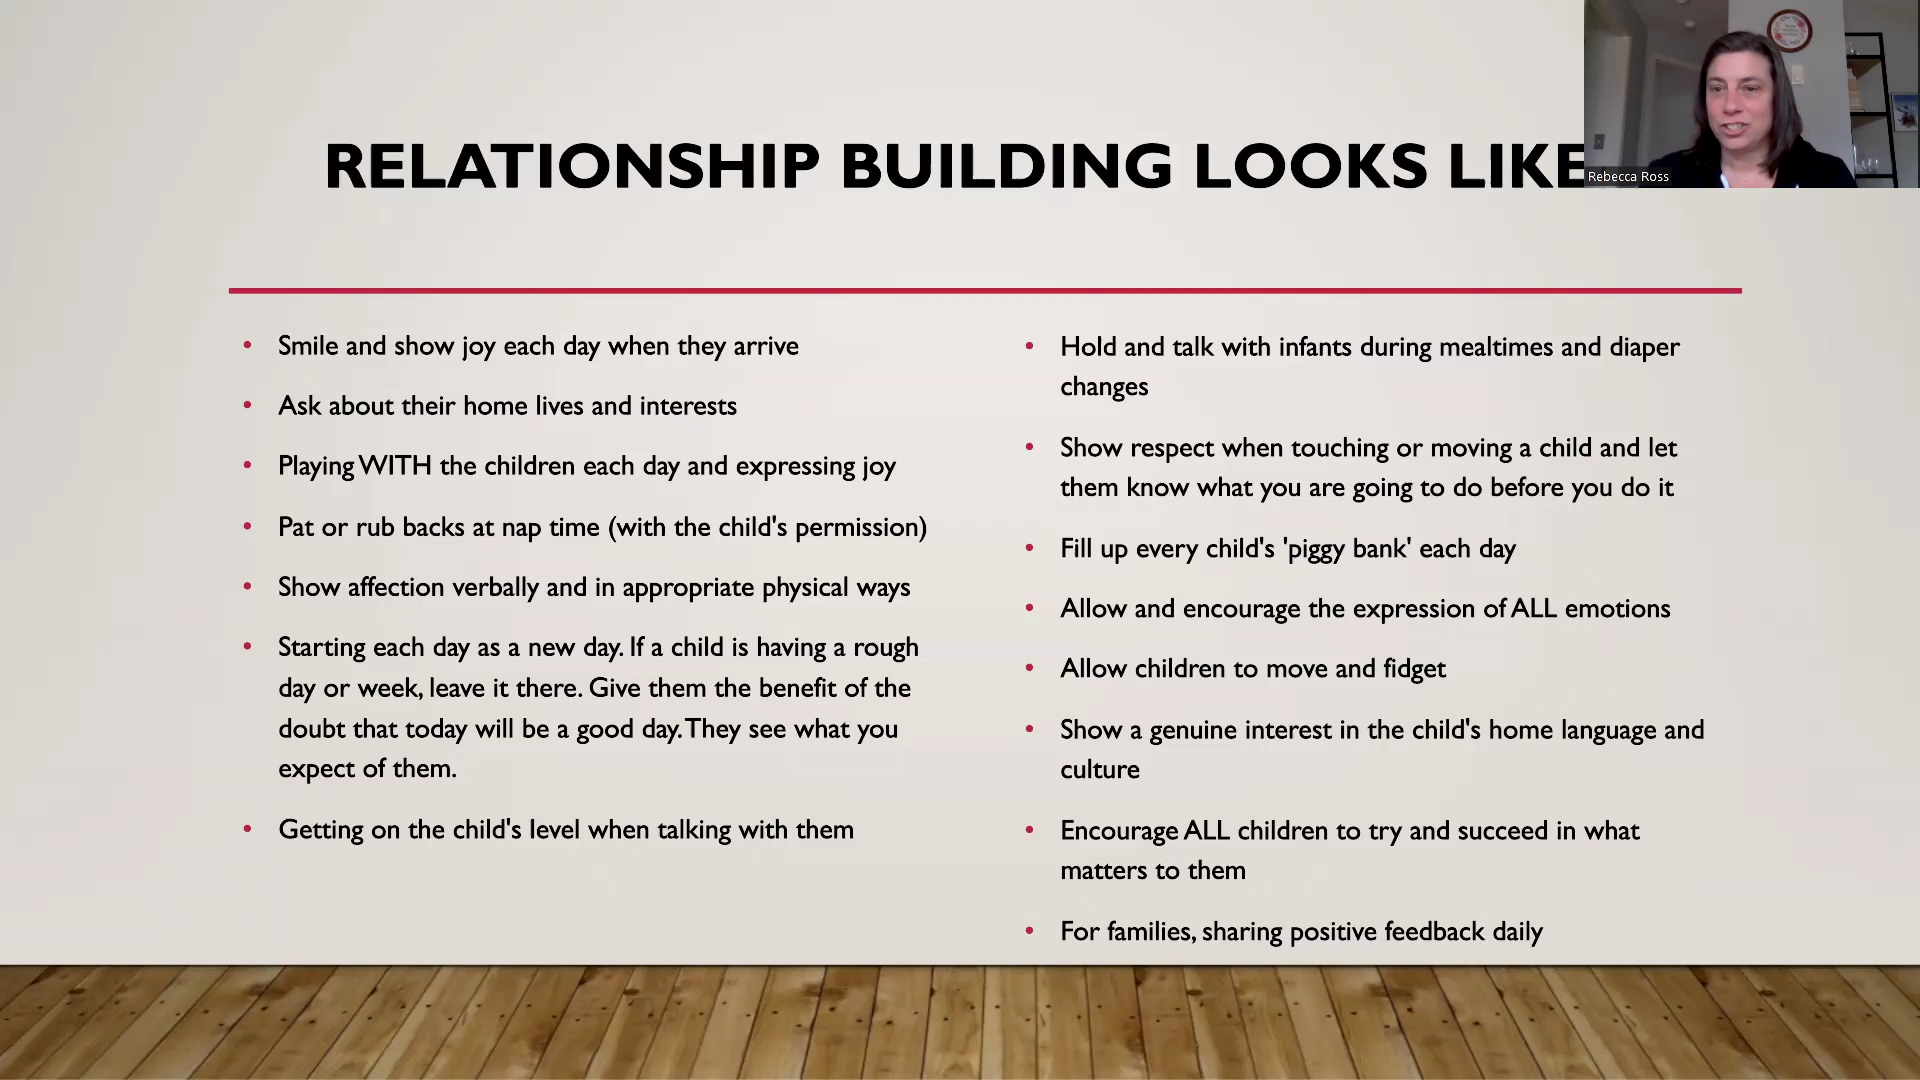 RELATIONSHIP BUILDING LOOKS LIKE
Rebecca Ross
• Smile and show joy each day when they arrive
• Ask about their home lives and interests
• Playing WITH the children each day and expressing joy
• Pat or rub backs at nap time (with the child's permission)
• Show affection verbally and in appropriate physical ways
• Starting each day as a new day. If a child is having a rough
day or week, leave it there. Give them the benefit of the
doubt that today will be a good day. They see what you
expect of them.
• Getting on the child's level when talking with them
• Hold and talk with infants during mealtimes and diaper
changes
• Show respect when touching or moving a child and let
them know what you are going to do before you do it
• Fill up every child's 'piggy bank' each day
• Allow and encourage the expression of ALL emotions
• Allow children to move and fidget
• Show a genuine interest in the child's home language and
culture
• Encourage ALL children to try and succeed in what
matters to them
• For families, sharing positive feedback daily